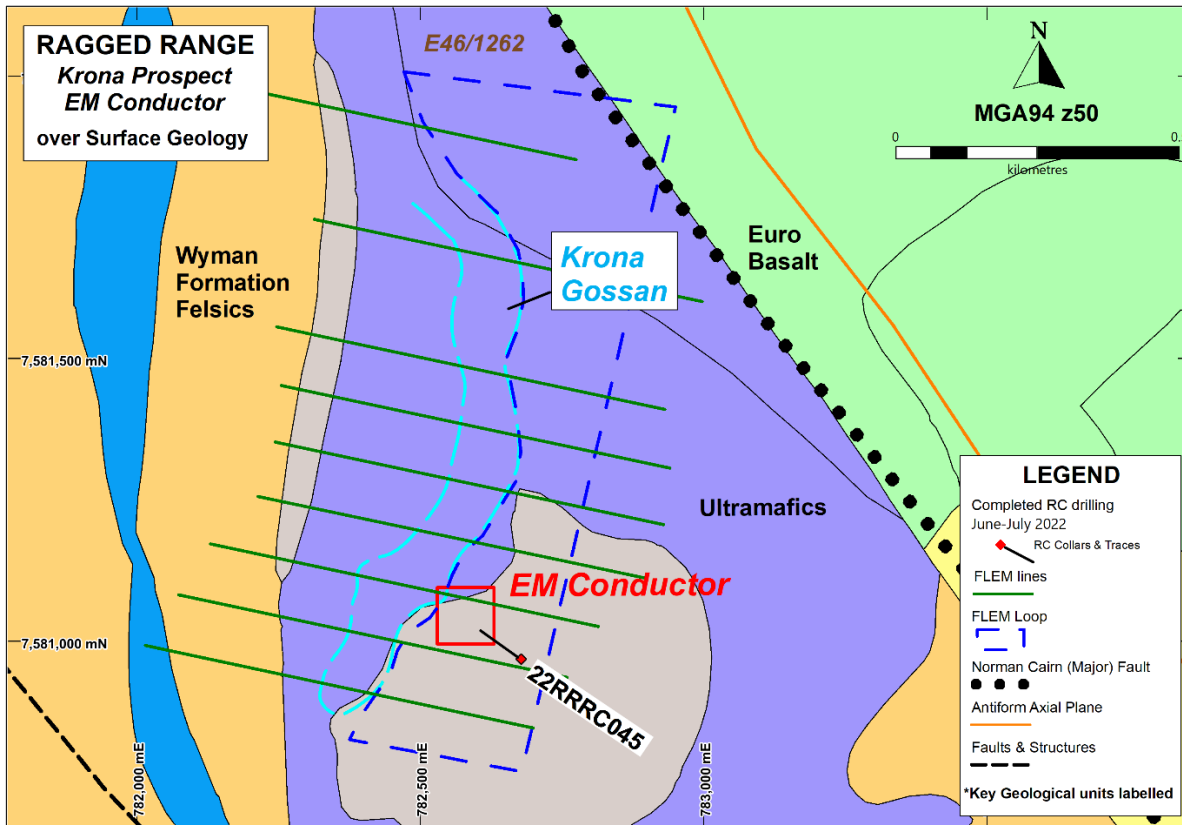 RAGGED RANGE
Krona Prospect
EM Conductor
over Surface Geology
E46/1262
N
MGA94 z50
0
0.
kilometres
Wyman
Formation
Felsics
Krona
Gossan
Euro
Basalt
7,581,500 mN
Ultramafics
EM Conductor
7,581,000 mN
22RRRC045
782,000 mE
782,500 mE
783,000 mE
LEGEND
Completed RC drilling
June-July 2022
RC Collars & Traces
FLEM lines
FLEM Loop
Norman Cairn (Major) Fault
Antiform Axial Plane
Faults & Structures
*Key Geological units labelled